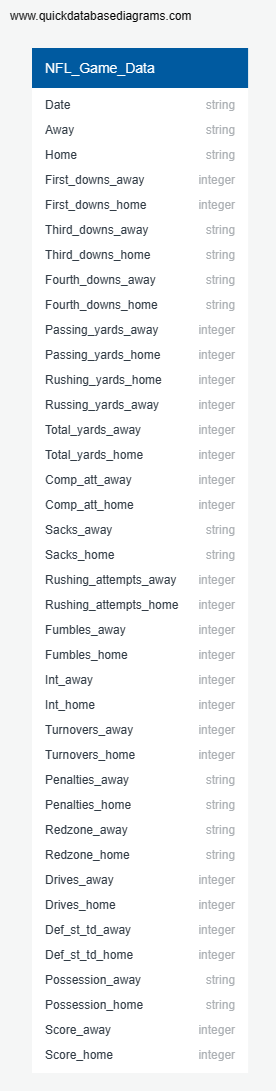 www.quickdatabasediagrams.com
NFL_Game_Data
Date string
Away string
Home string
First_downs_away integer
First_downs_home integer
Third_downs_away string
Third_downs_home string
Fourth_downs_away string
Fourth_downs_home string
Passing_yards_away integer
Passing_yards_home integer
Rushing_yards_home integer
Russing_yards_away integer
Total_yards_away integer
Total_yards_home integer
Comp_att_away integer
Comp_att_home integer
Sacks_away string
Sacks_home string
Rushing_attempts_away integer
Rushing_attempts_home integer
Fumbles_away integer
Fumbles_home integer
Int_away integer
Int_home integer
Turnovers_away integer
Turnovers_home integer
Penalties_away string
Penalties_home string
Redzone_away string
Redzone_home string
Drives_away integer
Drives_home integer
Def_st_td_away integer
Def_st_td_home integer
Possession_away string
Possession_home string
Score_away integer
Score_home integer